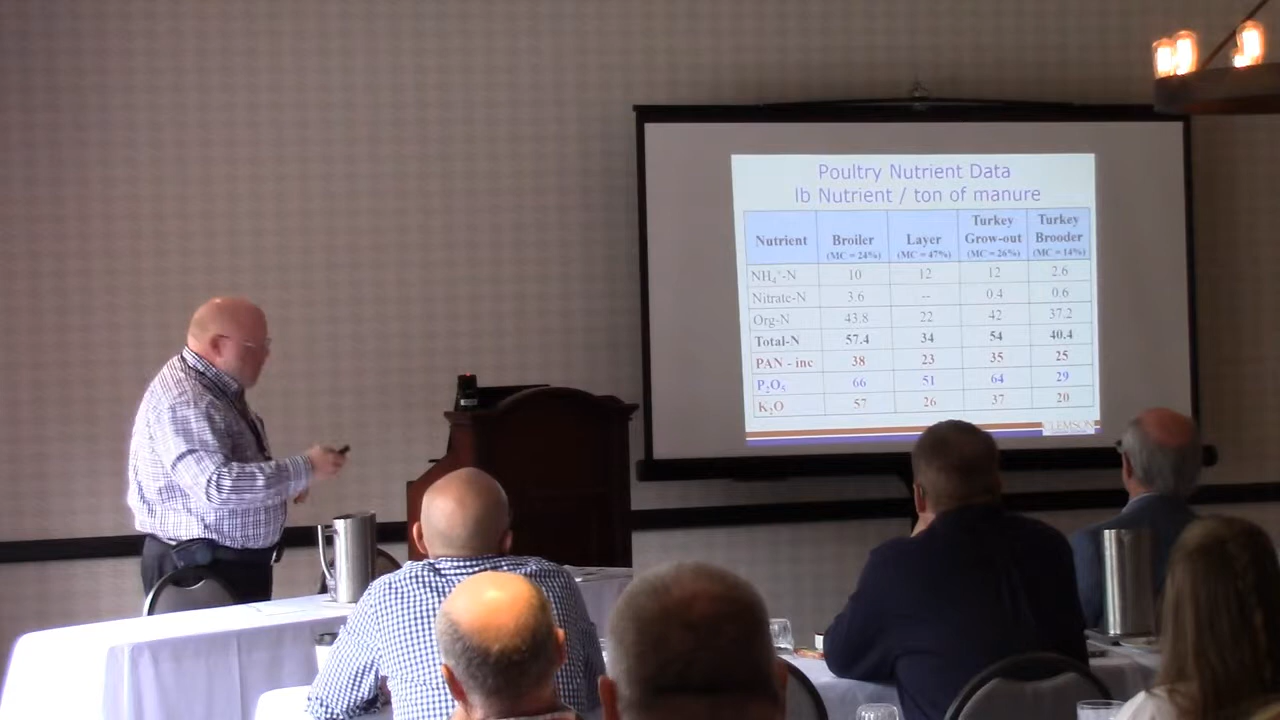 Poultry Nutrient Data
lb Nutrient / ton of manure
Nutrient Broiler (MC = 24%) Layer (MC = 47%) Turkey Grow-out (MC = 26%) Turkey Brooder (MC = 14%)
NH₄⁺-N 10 12 12 2.6
Nitrate-N 3.6 -- 0.4 0.6
Org-N 43.8 22 42 37.2
Total-N 57.4 34 54 40.4
PAN - inc 38 23 35 25
P₂O₅ 66 51 64 29
K₂O 57 26 37 20
CLEMSON